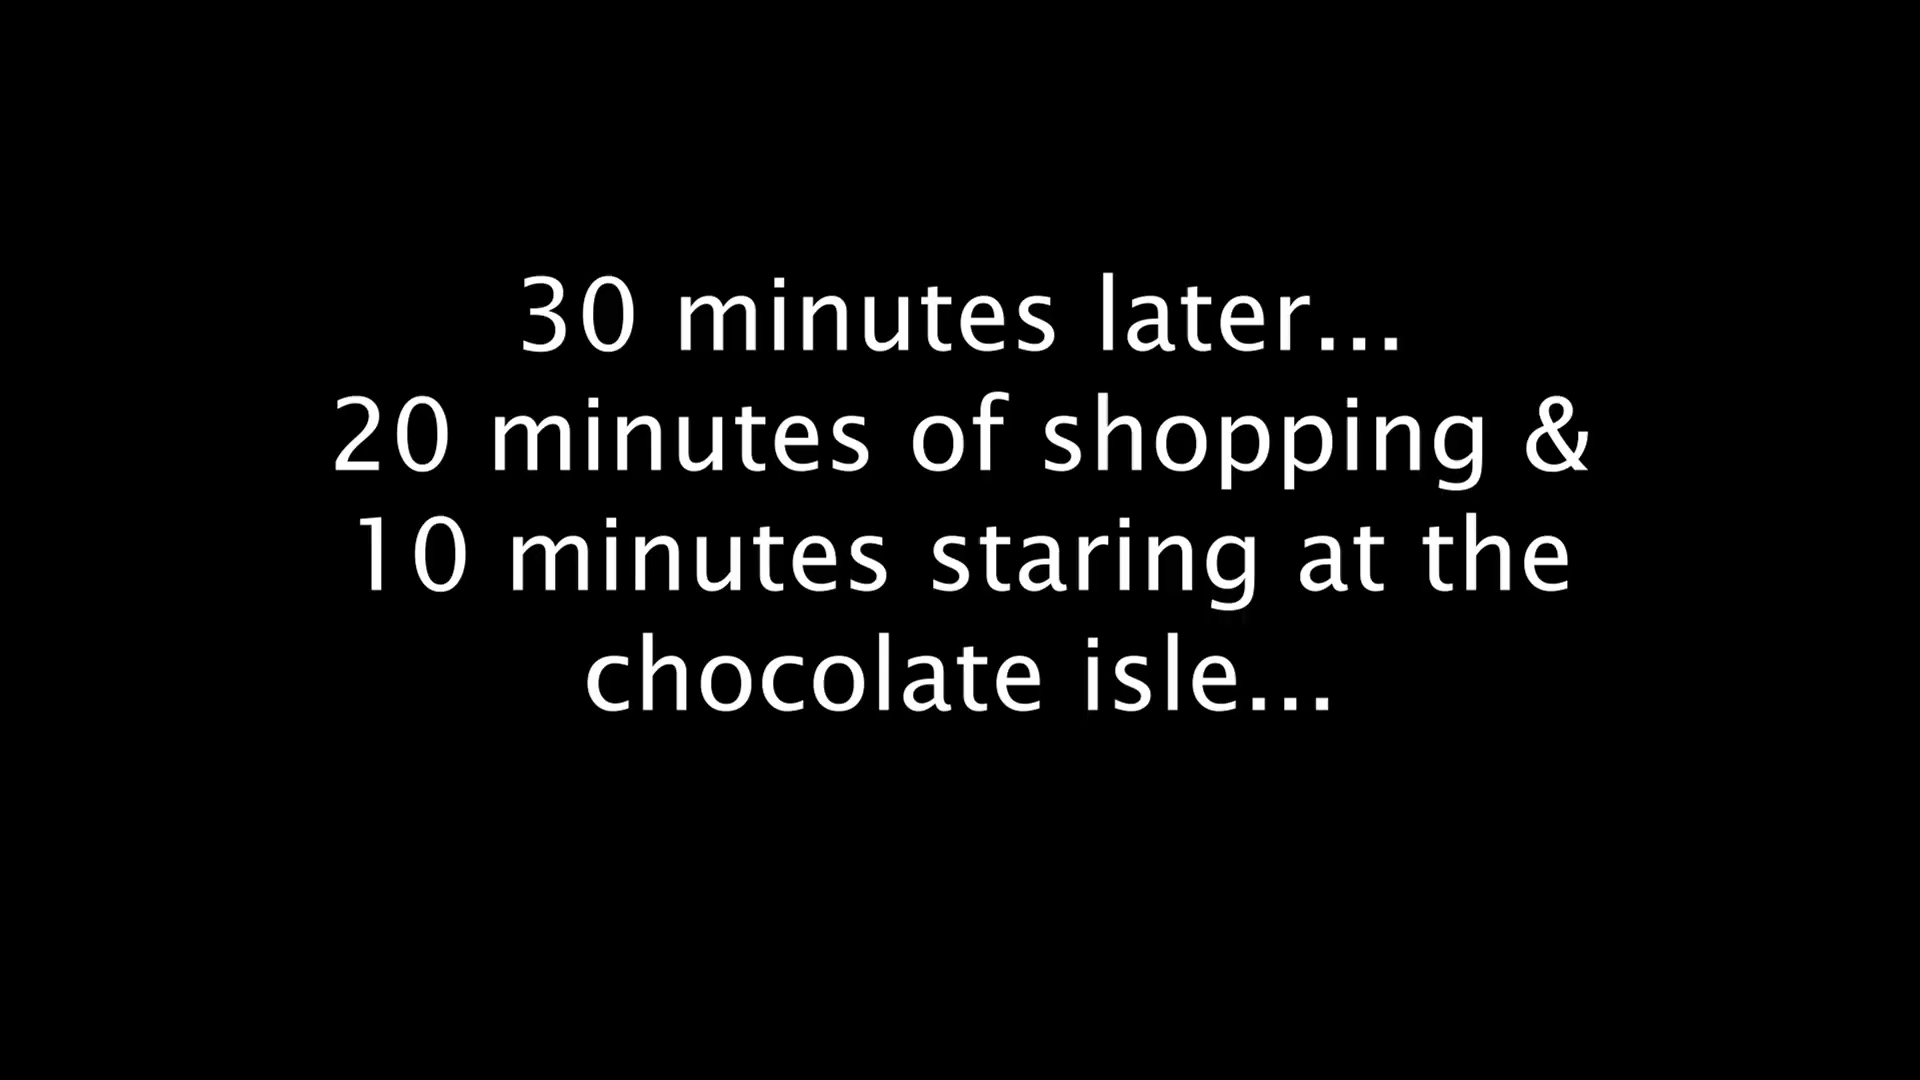 30 minutes later...
20 minutes of shopping &
10 minutes staring at the
chocolate isle...